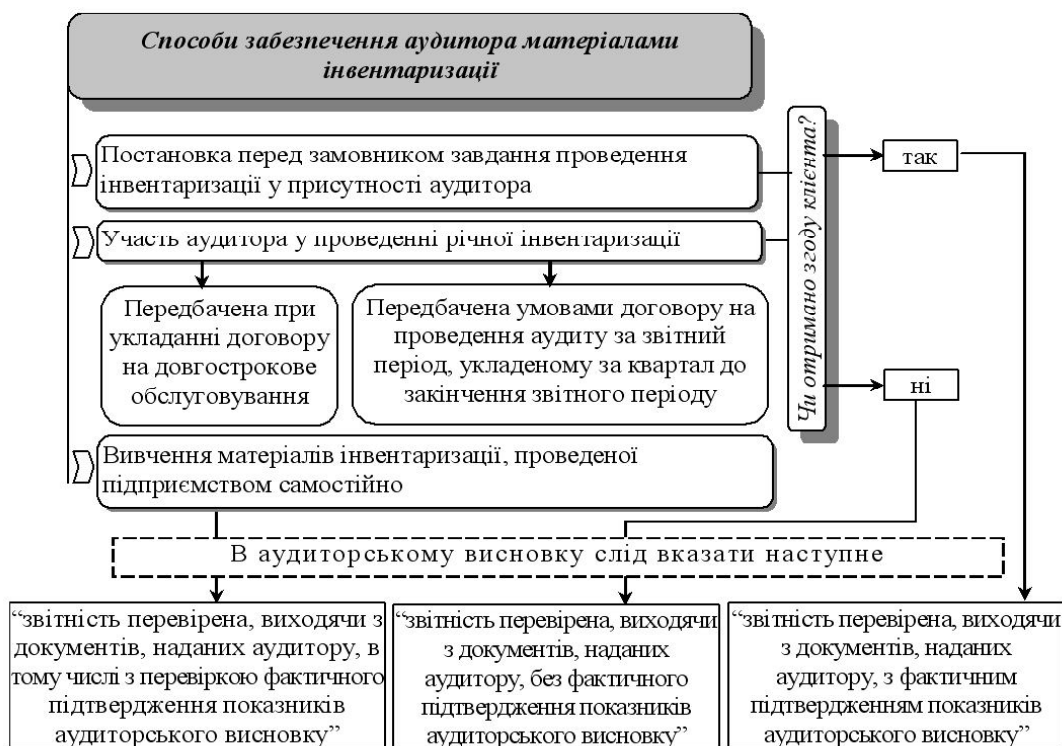 Способи забезпечення аудитора матеріалами
інвентаризації
Постановка перед замовником завдання проведення
інвентаризації у присутності аудитора
Участь аудитора у проведенні річної інвентаризації
Чи отримано згоду клієнта?
так
Передбачена при
укладанні договору
на довгострокове
обслуговування
Передбачена умовами договору на
проведення аудиту за звітний
період, укладеному за квартал до
закінчення звітного періоду
ні
Вивчення матеріалів інвентаризації, проведеної
підприємством самостійно
В аудиторському висновку слід вказати наступне
“звітність перевірена, виходячи з
документів, наданих аудитору, в
тому числі з перевіркою фактичного
підтвердження показників
аудиторського висновку”
“звітність перевірена, виходячи
з документів, наданих
аудитору, без фактичного
підтвердження показників
аудиторського висновку”
“звітність перевірена, виходячи
з документів, наданих
аудитору, з фактичним
підтвердженням показників
аудиторського висновку”